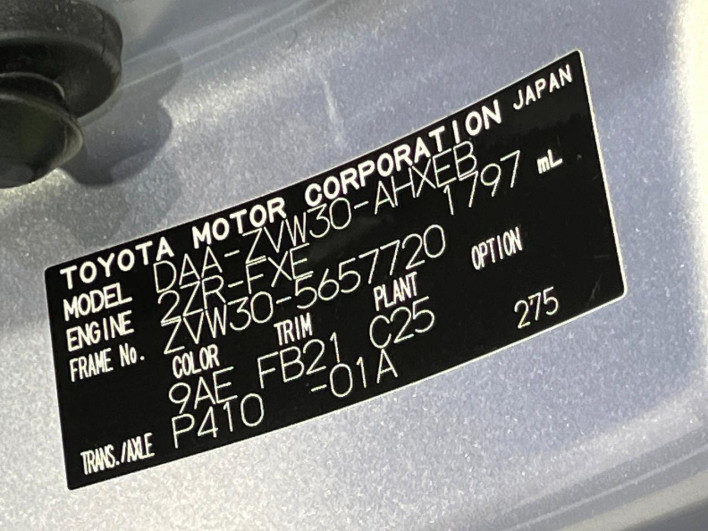 TOYOTA MOTOR CORPORATION JAPAN
MODEL DAA-ZVW30-AHXEB
ENGINE 2ZR-FXE 1797 mL
FRAME No. ZVW30-5657720
COLOR TRIM PLANT OPTION
9AE FB21 C25 275
TRANS./AXLE P410 -01A